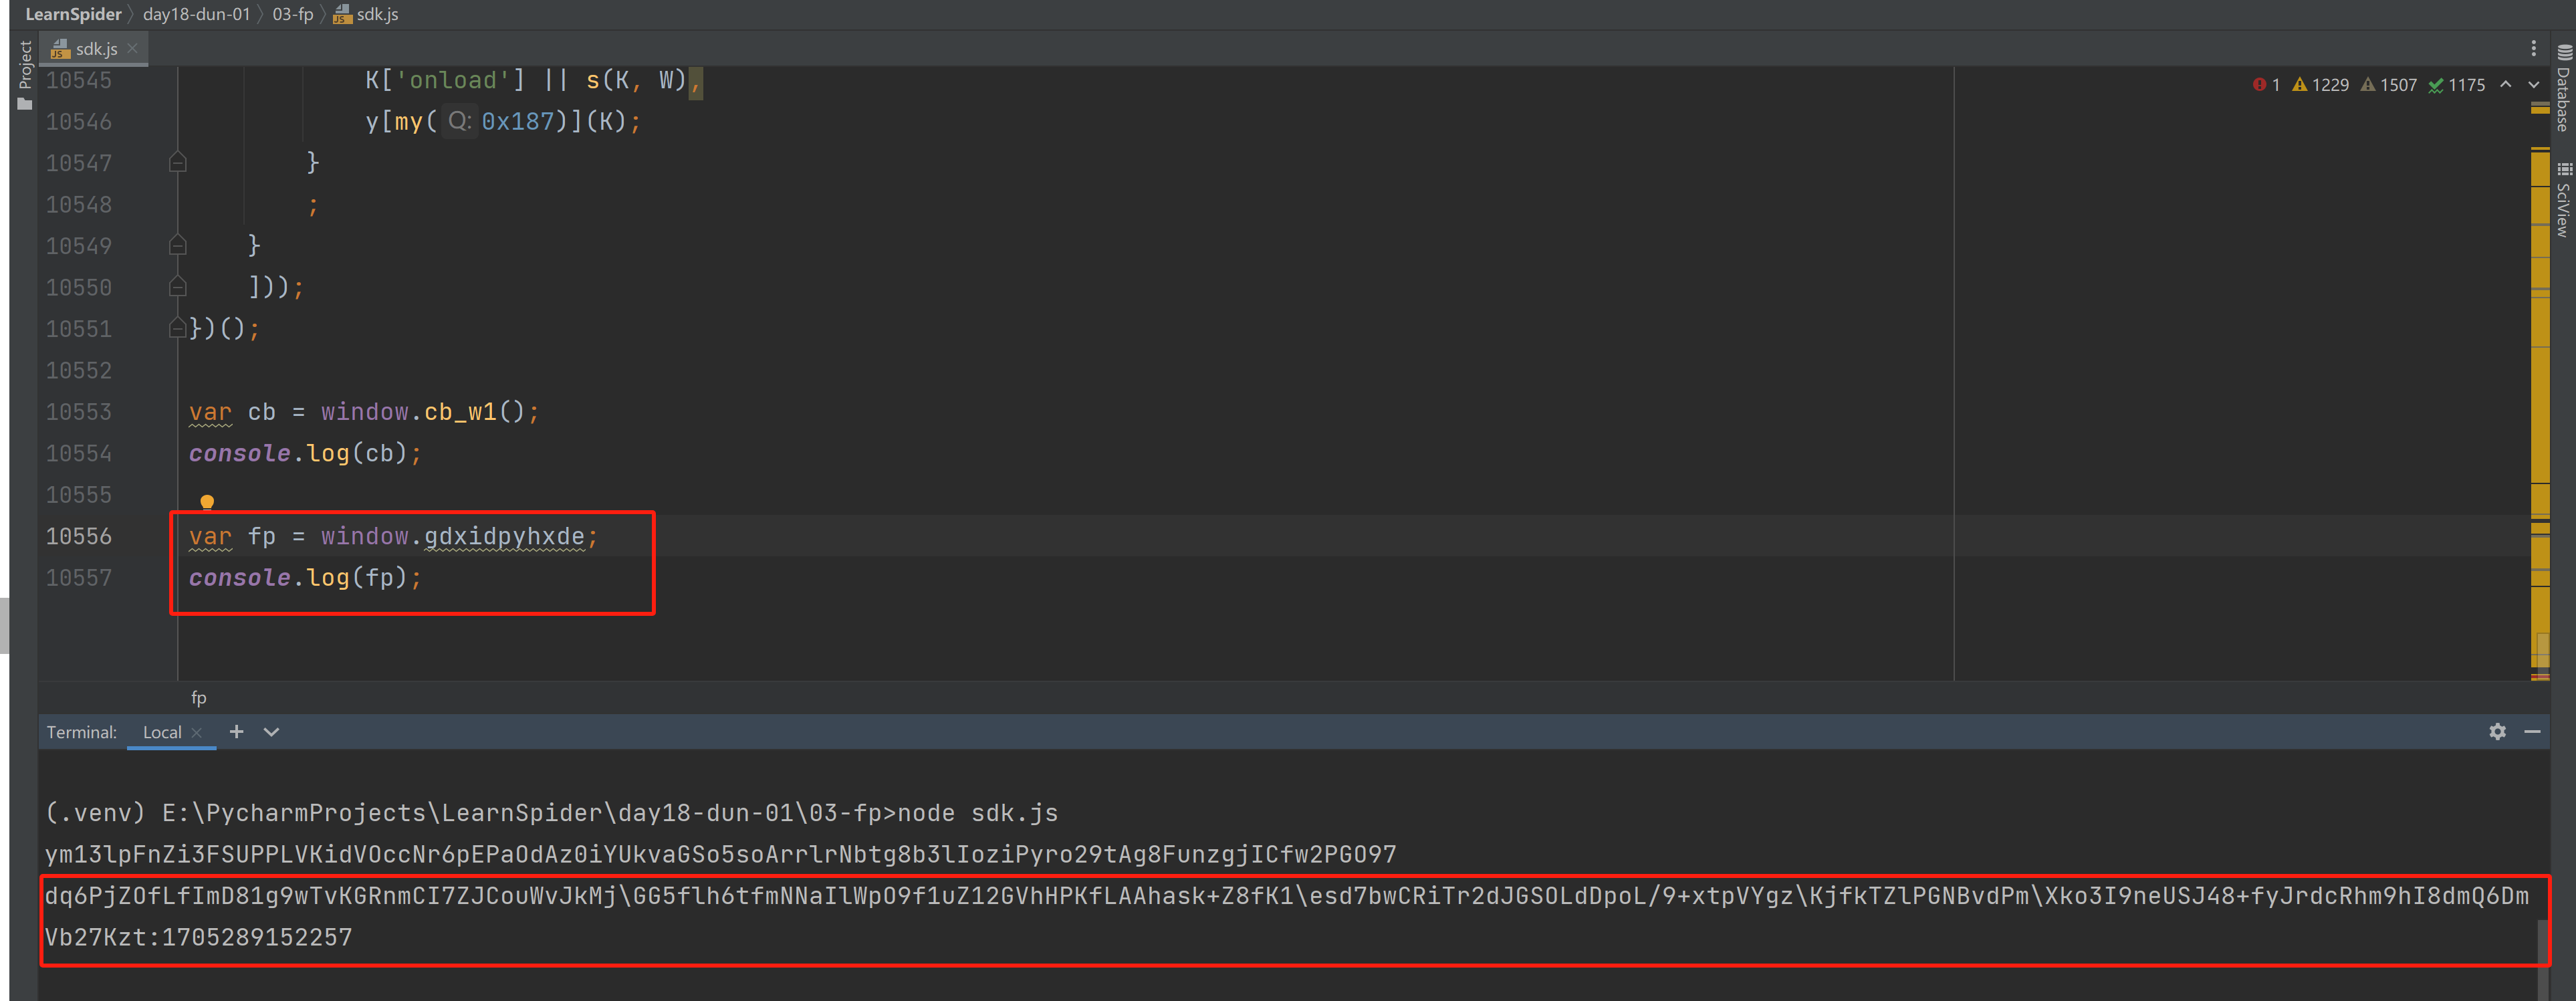 LearnSpider 〉 day18-dun-01 〉 03-fp 〉 sdk.js
Project
sdk.js
10545 K['onload'] || s(K, W),
1 1229 1507 1175
10546 y[my( Q: 0x187)](K);
10547 }
10548 ;
10549 }
10550 ]));
10551 })();
10552
10553 var cb = window.cb_w1();
10554 console.log(cb);
10555
10556 var fp = window.gdxidpyhxde;
10557 console.log(fp);
Database
SciView
fp
Terminal: Local
(.venv) E:\PycharmProjects\LearnSpider\day18-dun-01\03-fp>node sdk.js
ym13lpFnZi3FSUPPLVKidVOccNr6pEPaOdAz0iYUkvaGSo5soArrlrNbtg8b3lIoziPyro29tAg8FunzgjICfw2PGO97
dq6PjZOfLfImD81g9wTvKGRnmCI7ZJCouWvJkMj\GG5flh6tfmNNaIlWpO9f1uZ12GVhHPKfLAAhask+Z8fK1\esd7bwCRiTr2dJGSOLdDpoL/9+xtpVYgz\KjfkTZlPGNBvdPm\Xko3I9neUSJ48+fyJrdcRhm9hI8dmQ6Dm
Vb27Kzt:1705289152257